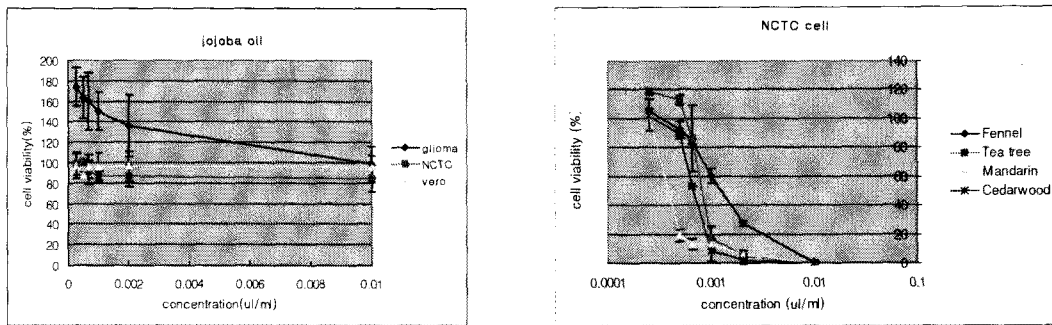 jojoba oil
cell viability(%)
200
180
160
140
120
100
80
60
40
20
0
0
0.002
0.004
0.006
0.008
0.01
concentration(ul/ml)
glioma
NCTC
vero
NCTC cell
cell viability (%)
140
120
100
80
60
40
20
0
0.0001
0.001
0.01
0.1
concentration (ul/ml)
Fennel
Tea tree
Mandarin
Cedarwood